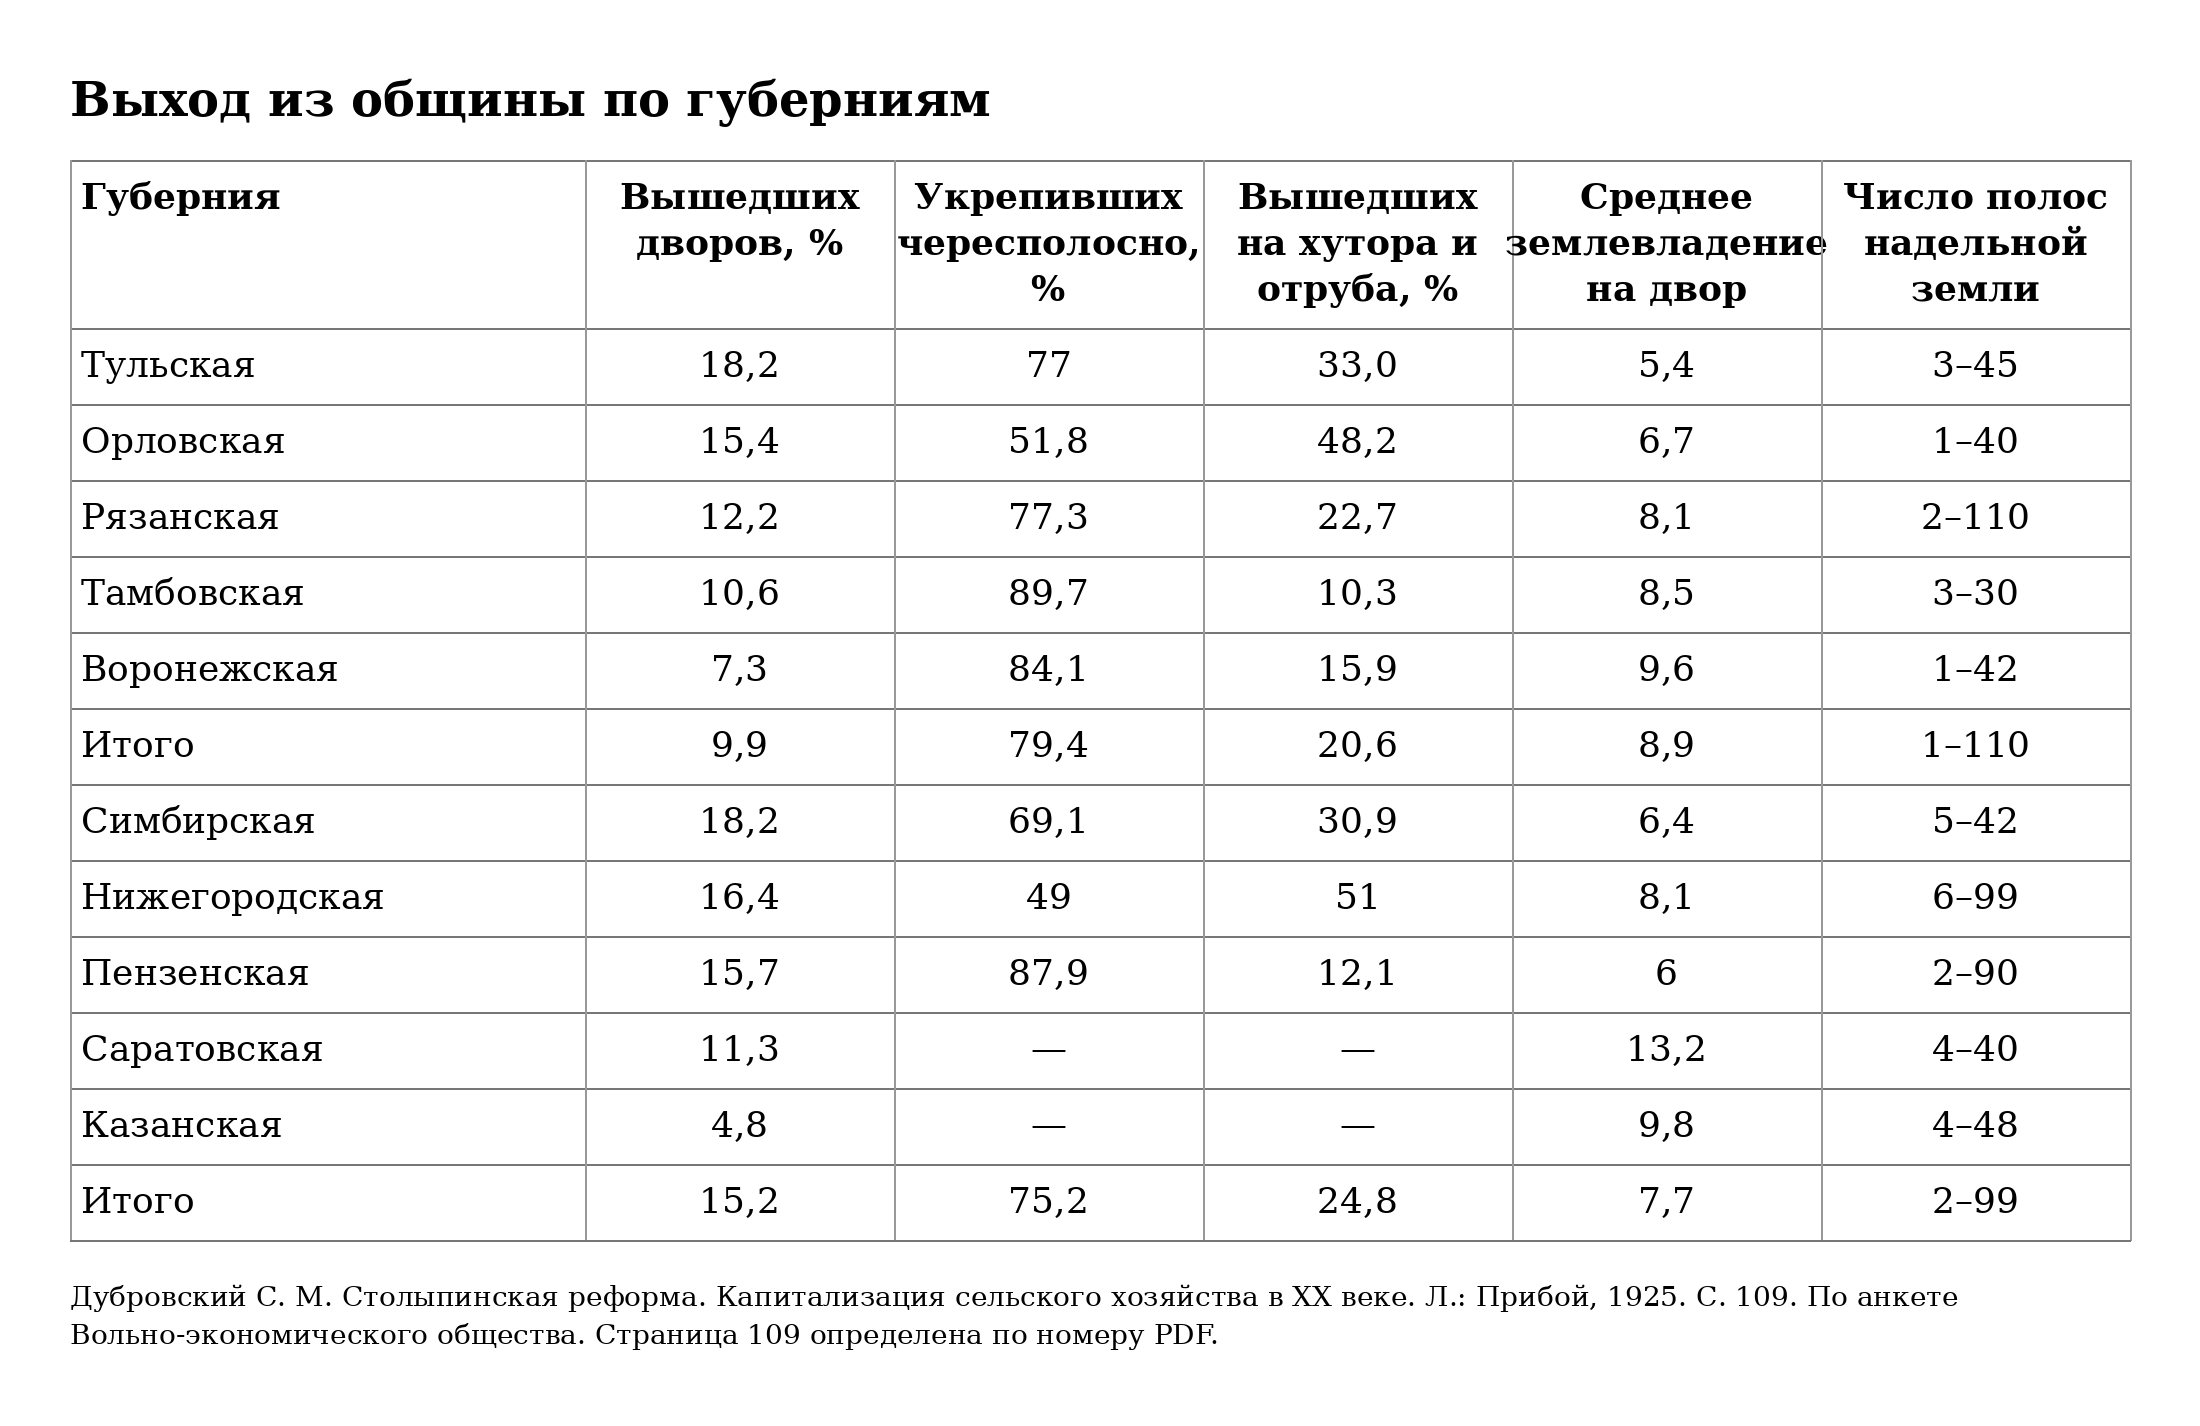 Выход из общины по губерниям
Губерния Вышедших дворов, % Укрепивших чересполосно, % Вышедших на хутора и отруба, % Среднее землевладение на двор Число полос надельной земли
Тульская 18,2 77 33,0 5,4 3–45
Орловская 15,4 51,8 48,2 6,7 1–40
Рязанская 12,2 77,3 22,7 8,1 2–110
Тамбовская 10,6 89,7 10,3 8,5 3–30
Воронежская 7,3 84,1 15,9 9,6 1–42
Итого 9,9 79,4 20,6 8,9 1–110
Симбирская 18,2 69,1 30,9 6,4 5–42
Нижегородская 16,4 49 51 8,1 6–99
Пензенская 15,7 87,9 12,1 6 2–90
Саратовская 11,3 — — 13,2 4–40
Казанская 4,8 — — 9,8 4–48
Итого 15,2 75,2 24,8 7,7 2–99
Дубровский С. М. Столыпинская реформа. Капитализация сельского хозяйства в XX веке. Л.: Прибой, 1925. С. 109. По анкете
Вольно-экономического общества. Страница 109 определена по номеру PDF.